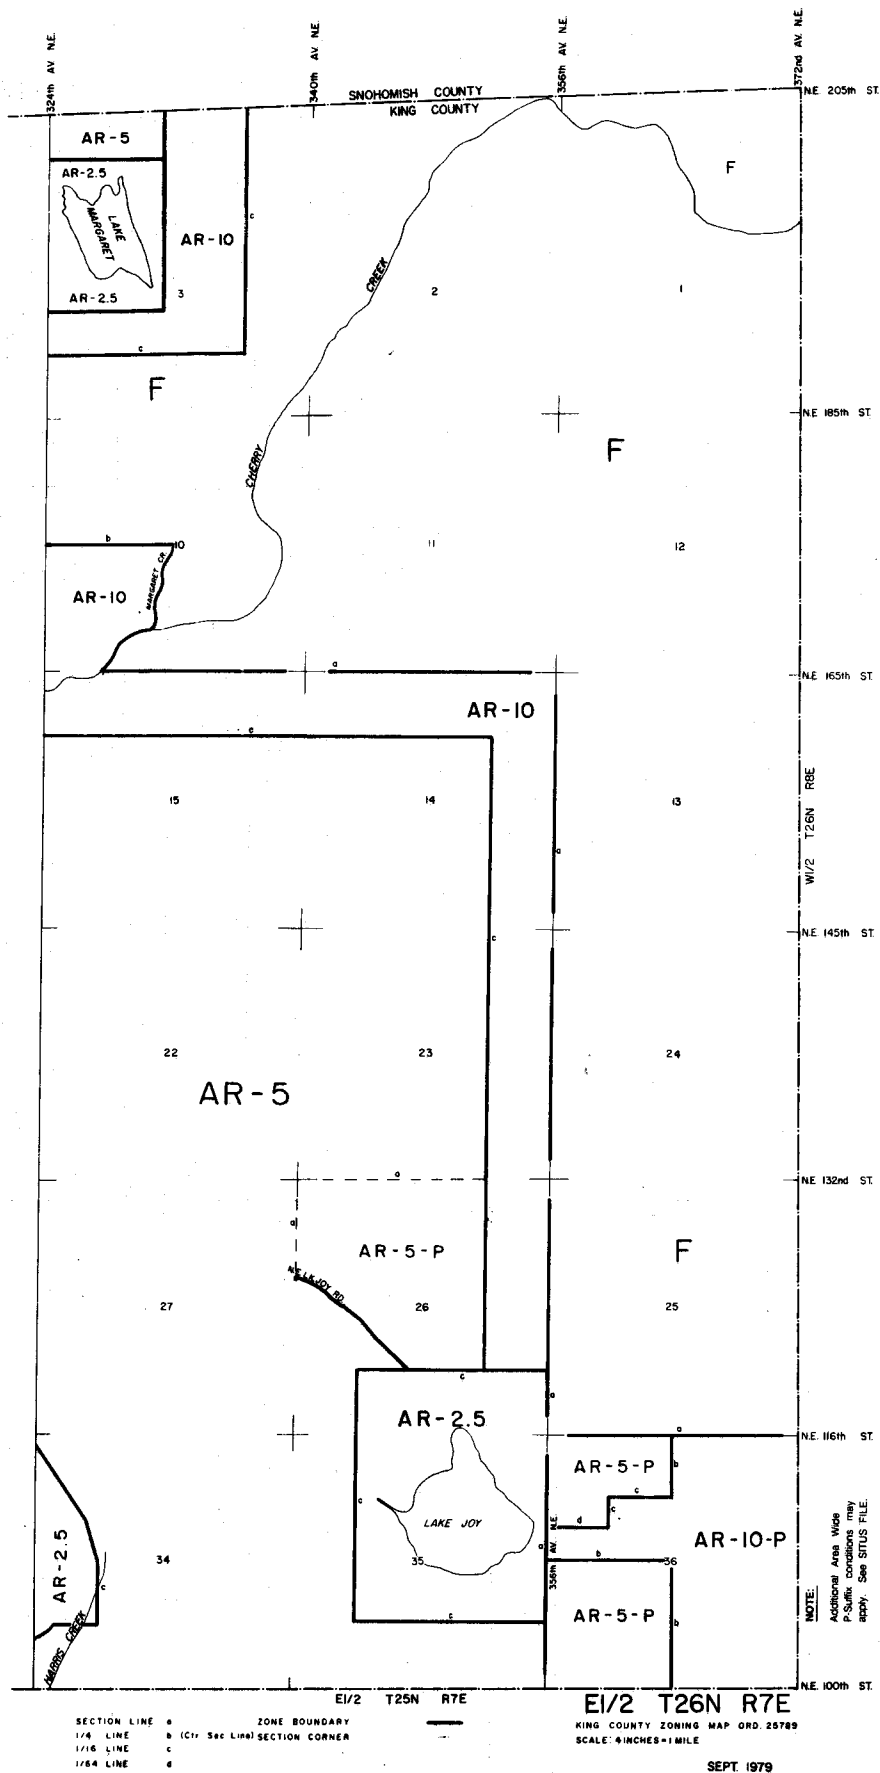 324th AV. N.E.
340th AV. N.E.
356th AV. N.E.
372nd AV. N.E.
SNOHOMISH COUNTY
KING COUNTY
N.E. 205th ST.
AR-5
AR-2.5
LAKE
MARGARET
AR-10
c
F
CREEK
AR-2.5
3
2
1
c
F
N.E. 185th ST.
F
CHERRY
b
10
11
12
MARGARET CR.
AR-10
a
N.E. 165th ST.
AR-10
c
15
14
13
W1/2 T26N R8E
a
N.E. 145th ST.
c
22
23
24
AR-5
a
N.E. 132nd ST.
a
AR-5-P
F
N.E. LK. JOY RD.
27
26
25
c
a
AR-2.5
a
N.E. 116th ST.
AR-5-P
b
c
c
c
d
LAKE JOY
a
356th AV. N.E.
AR-10-P
AR-2.5
34
35
b
36
c
AR-5-P
b
c
HARRIS CREEK
NOTE:
Additional Area Wide
P-Suffix conditions may
apply. See SITUS FILE.
N.E. 100th ST.
E1/2 T25N R7E
E1/2 T26N R7E
SECTION LINE a ZONE BOUNDARY
1/4 LINE b (Ctr Sec Line) SECTION CORNER
1/16 LINE c
1/64 LINE d
KING COUNTY ZONING MAP ORD. 25789
SCALE: 4 INCHES = 1 MILE
SEPT. 1979